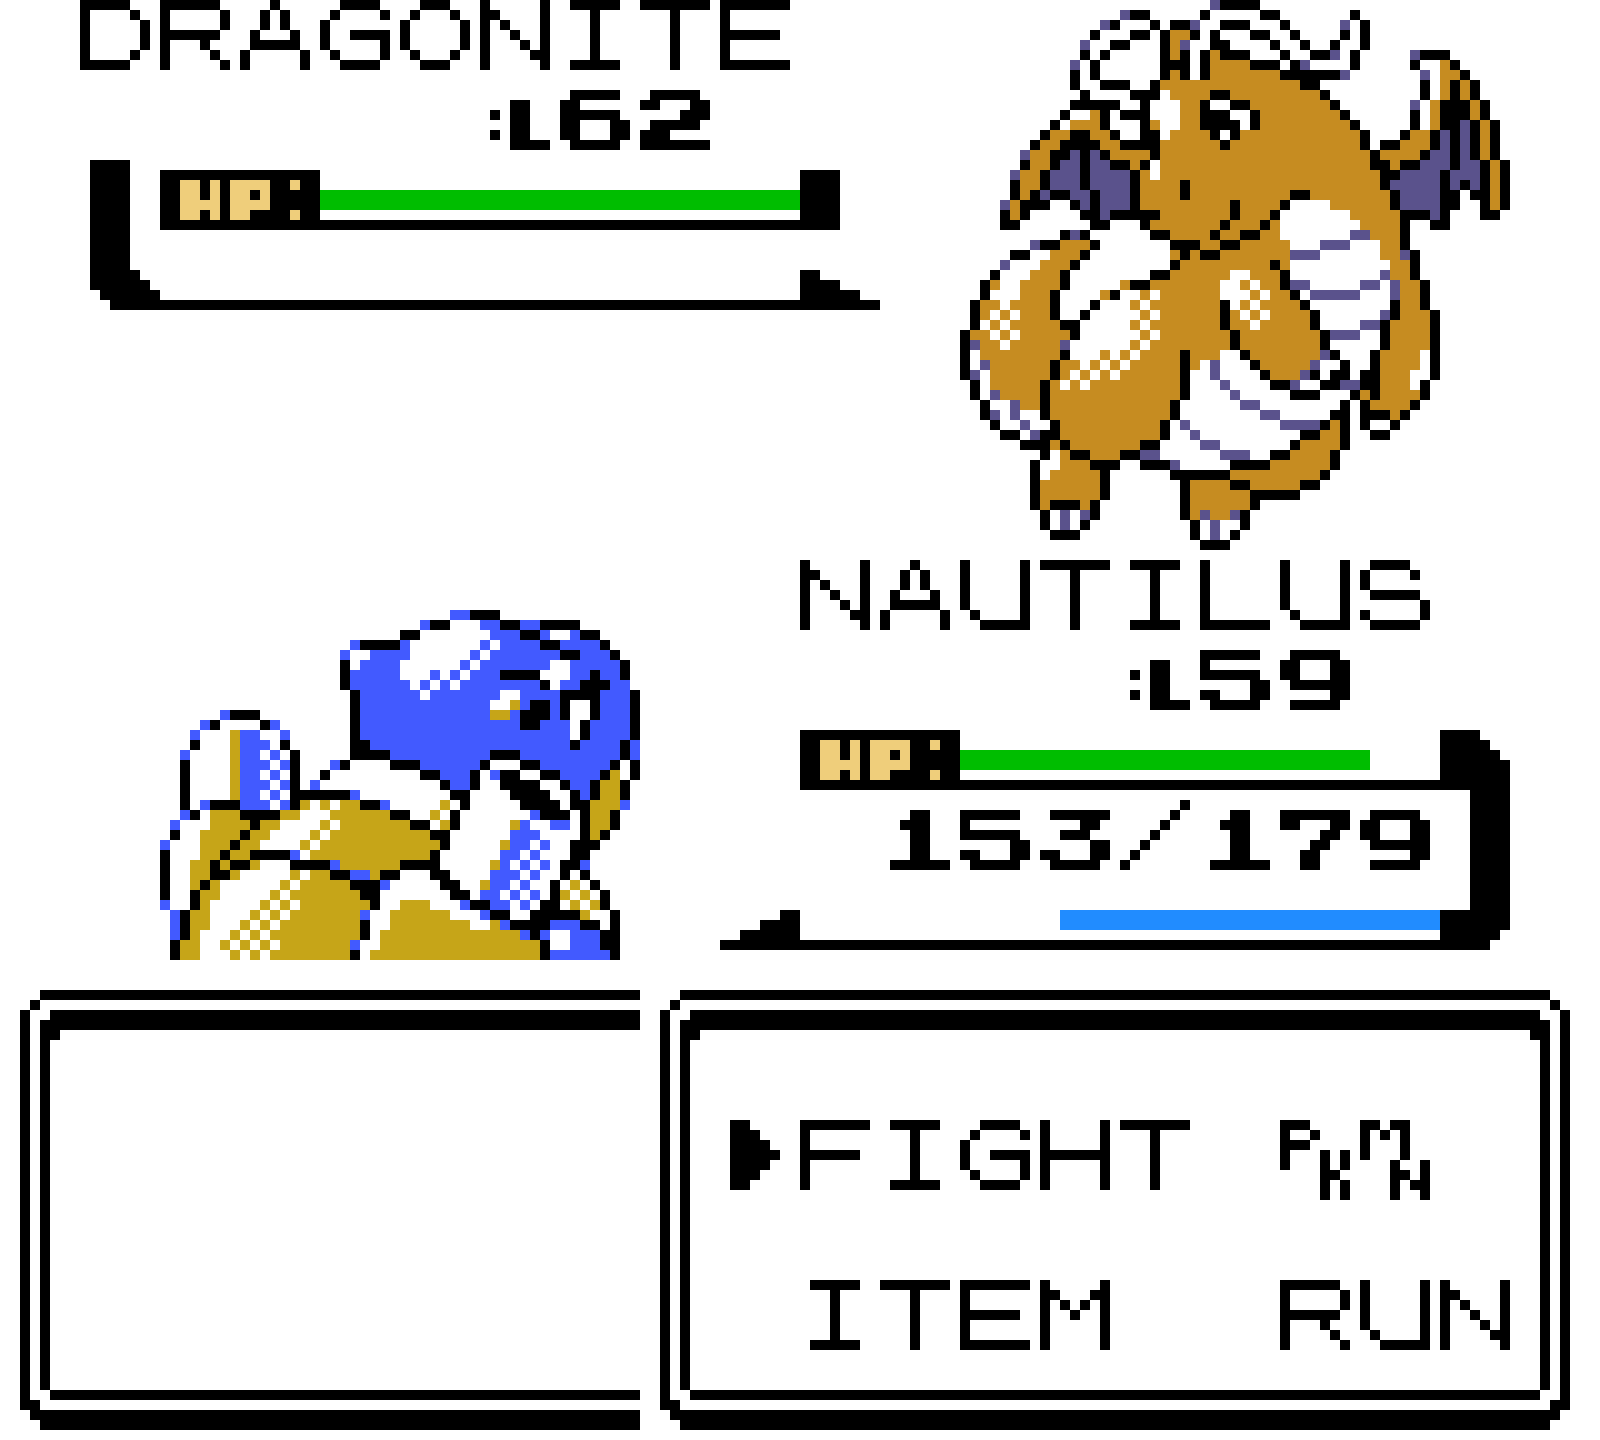 DRAGONITE
:L62
HP:
NAUTILUS
:L59
HP:
153/179
▶FIGHT PKMN
ITEM RUN